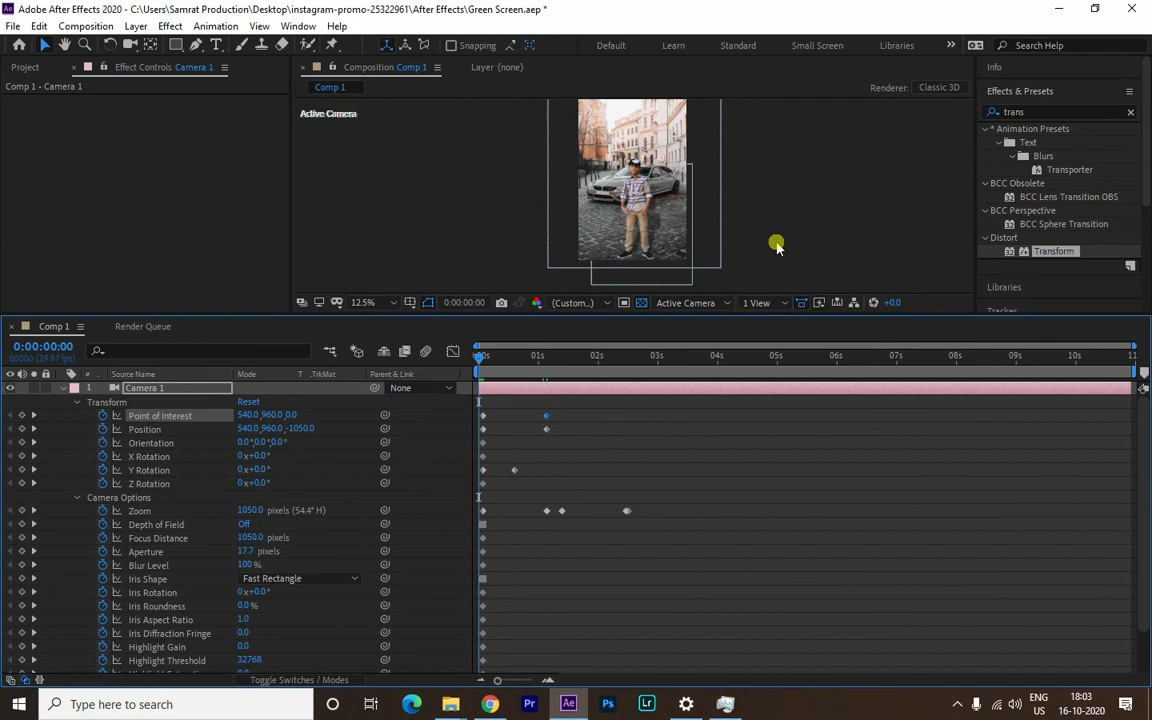 Adobe After Effects 2020 - C:\Users\Samrat Production\Desktop\instagram-promo-25322961\After Effects\Green Screen.aep *
File Edit Composition Layer Effect Animation View Window Help
Snapping Default Learn Standard Small Screen Libraries Search Help
Project Effect Controls Camera 1 Composition Comp 1 Layer (none) Info
Comp 1 • Camera 1 Comp 1 Renderer: Classic 3D Effects & Presets
Active Camera trans
* Animation Presets
Text
Blurs
Transporter
BCC Obsolete
BCC Lens Transition OBS
BCC Perspective
BCC Sphere Transition
Distort
Transform
Libraries
12.5% 0:00:00:00 (Custom...) Active Camera 1 View +0.0
Comp 1 Render Queue
0:00:00:00
00000 (29.97 fps)
01s 02s 03s 04s 05s 06s 07s 08s 09s 10s 11
# Source Name Mode T .TrkMat Parent & Link
1 Camera 1 None
Transform Reset
Point of Interest 540.0,960.0,0.0
Position 540.0,960.0,-1050.0
Orientation 0.0°,0.0°,0.0°
X Rotation 0x+0.0°
Y Rotation 0x+0.0°
Z Rotation 0x+0.0°
Camera Options
Zoom 1050.0 pixels (54.4° H)
Depth of Field Off
Focus Distance 1050.0 pixels
Aperture 17.7 pixels
Blur Level 100%
Iris Shape Fast Rectangle
Iris Rotation 0x+0.0°
Iris Roundness 0.0%
Iris Aspect Ratio 1.0
Iris Diffraction Fringe 0.0
Highlight Gain 0.0
Highlight Threshold 32768
Toggle Switches / Modes
Type here to search
Pr Ae Ps Lr
ENG
US
18:03
16-10-2020